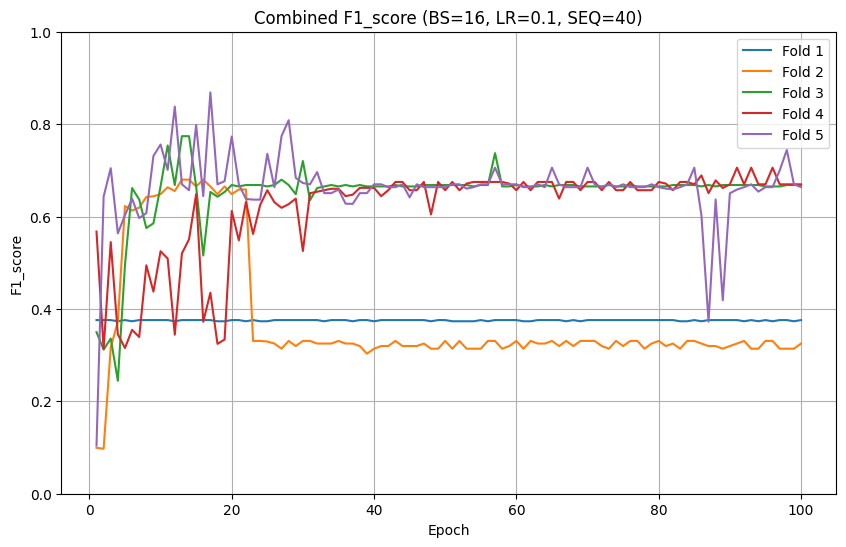 Combined F1_score (BS=16, LR=0.1, SEQ=40)
Fold 1
Fold 2
Fold 3
Fold 4
Fold 5
F1_score
1.0
0.8
0.6
0.4
0.2
0.0
0 20 40 60 80 100
Epoch